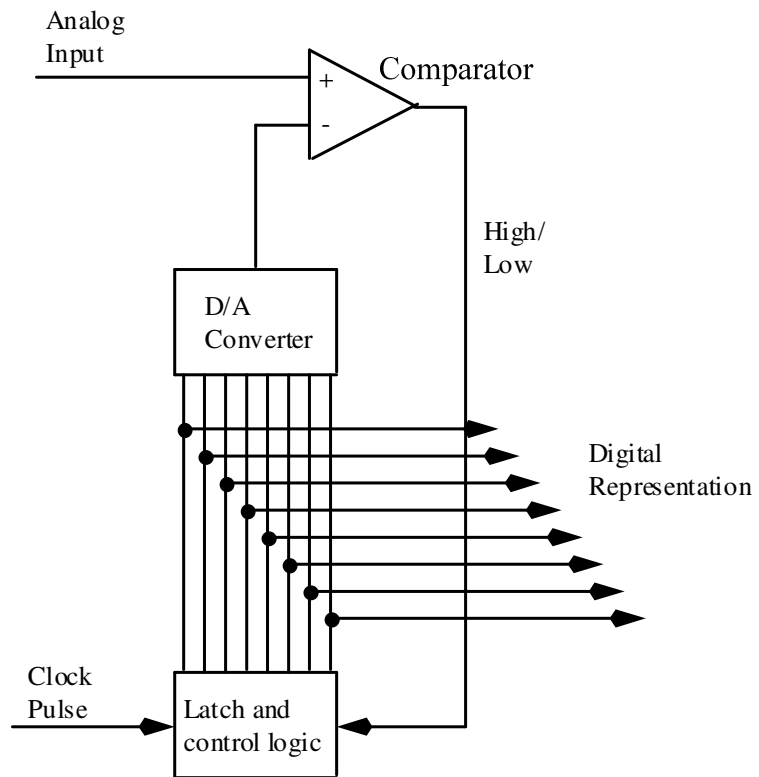 Analog
Input
Comparator
+
-
High/
Low
D/A
Converter
Digital
Representation
Clock
Pulse
Latch and
control logic